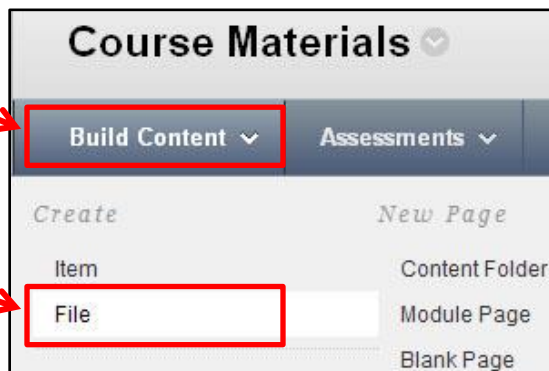 Course Materials
Build Content Assessments
Create New Page
Item Content Folder
File Module Page
Blank Page